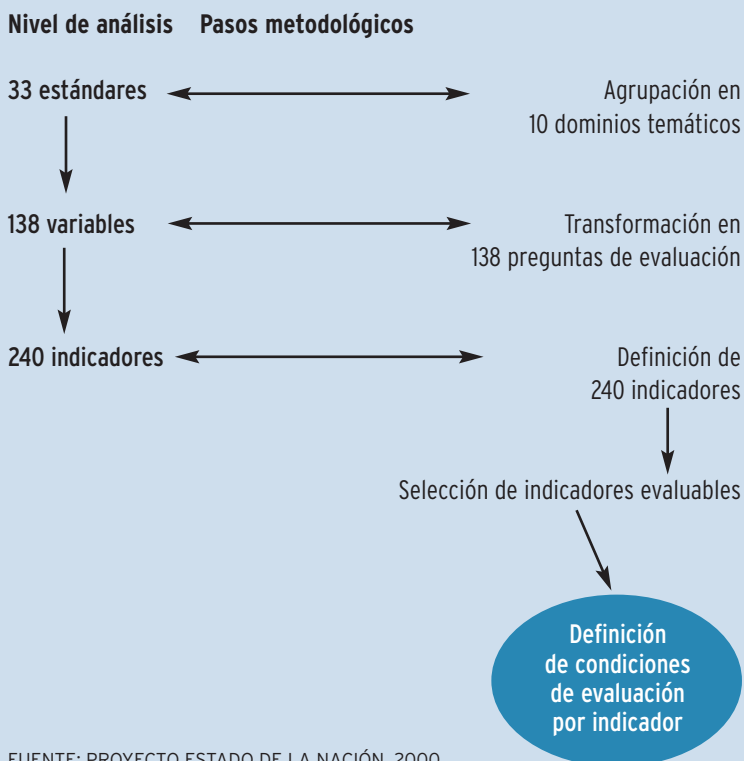 Nivel de análisis Pasos metodológicos
33 estándares
Agrupación en
10 dominios temáticos
138 variables
Transformación en
138 preguntas de evaluación
240 indicadores
Definición de
240 indicadores
Selección de indicadores evaluables
Definición
de condiciones
de evaluación
por indicador
FUENTE: PROYECTO ESTADO DE LA NACIÓN, 2000